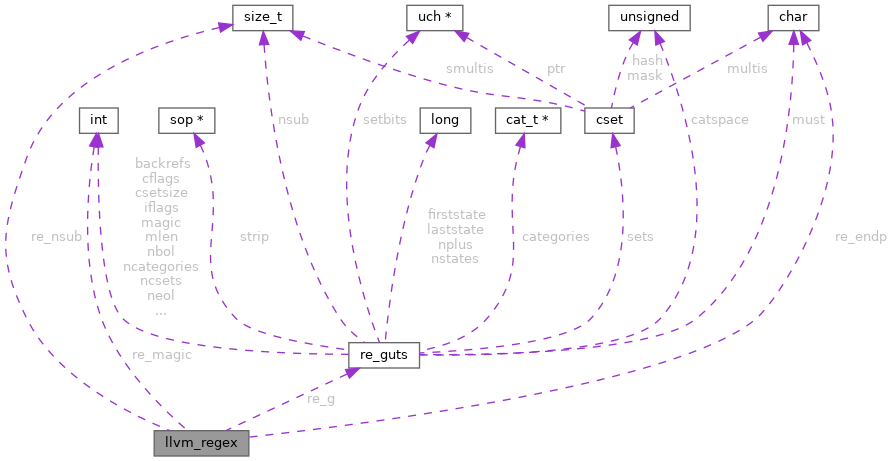 size_t
uch *
unsigned
char
smultis
ptr
hash
mask
multis
int
sop *
nsub
setbits
long
cat_t *
cset
catspace
must
backrefs
cflags
csetsize
iflags
magic
mlen
nbol
ncategories
ncsets
neol
...
re_nsub
strip
firststate
laststate
nplus
nstates
categories
sets
re_endp
re_magic
re_guts
re_g
llvm_regex